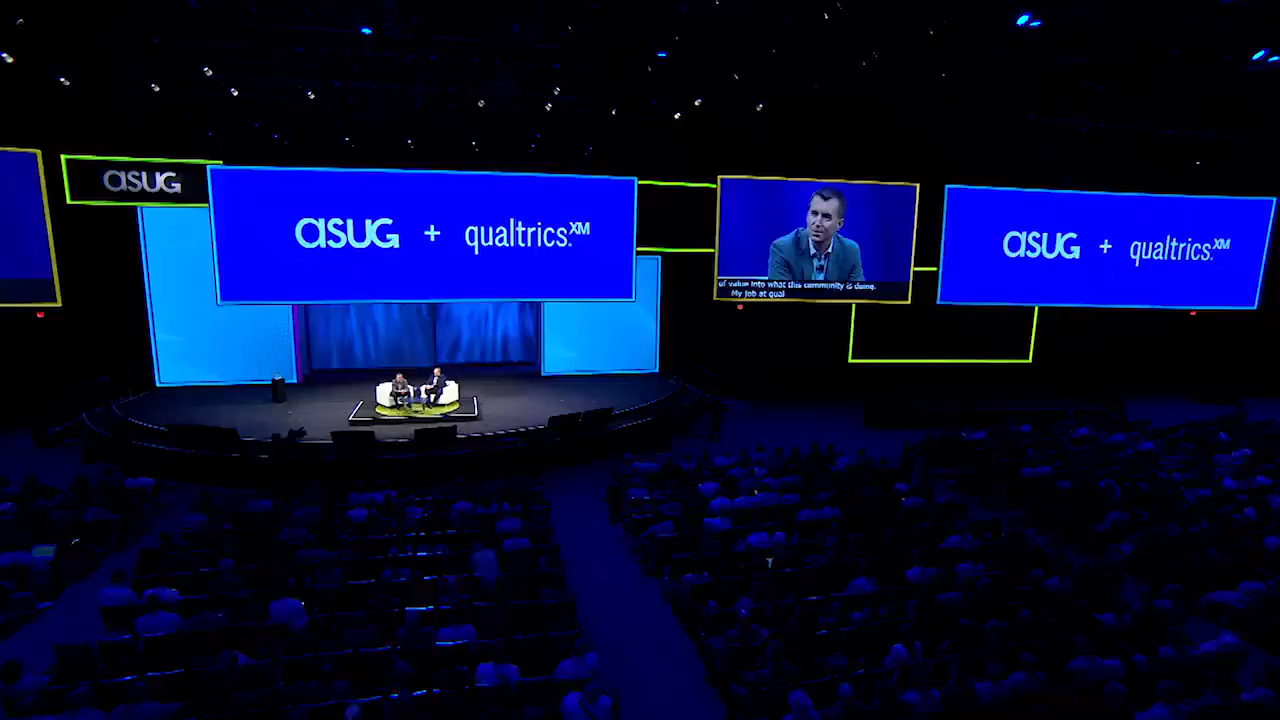 asuG
asuG + qualtrics.XM
of value into what this community is doing.
My job at qual
asuG + qualtrics.XM